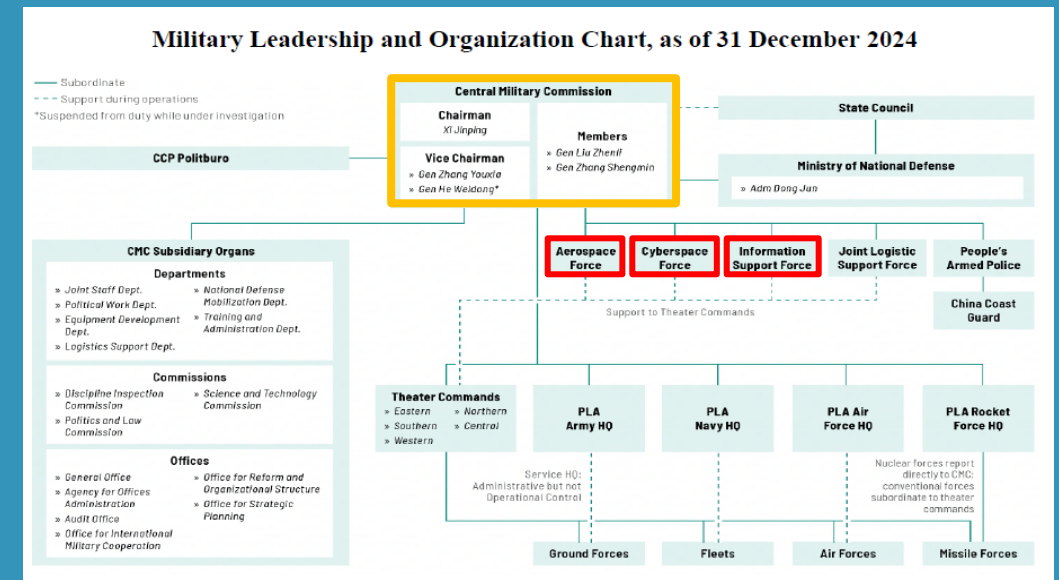 Military Leadership and Organization Chart, as of 31 December 2024
Subordinate
Support during operations
*Suspended from duty while under investigation
Central Military Commission
Chairman
Xi Jinping
Vice Chairman
» Gen Zhang Youxia
» Gen He Weidong*
Members
» Gen Liu Zhenli
» Gen Zhang Shengmin
State Council
CCP Politburo
Ministry of National Defense
» Adm Dong Jun
CMC Subsidiary Organs
Departments
» Joint Staff Dept.
» Political Work Dept.
» Equipment Development
Dept.
» Logistics Support Dept.
» National Defense
Mobilization Dept.
» Training and
Administration Dept.
Commissions
» Discipline Inspection
Commission
» Politics and Law
Commission
» Science and Technology
Commission
Offices
» General Office
» Agency for Offices
Administration
» Audit Office
» Office for International
Military Cooperation
» Office for Reform and
Organizational Structure
» Office for Strategic
Planning
Aerospace
Force
Cyberspace
Force
Information
Support Force
Joint Logistic
Support Force
People's
Armed Police
Support to Theater Commands
China Coast
Guard
Theater Commands
» Eastern
» Southern
» Western
» Northern
» Central
PLA
Army HQ
PLA
Navy HQ
PLA Air
Force HQ
PLA Rocket
Force HQ
Service HQ:
Administrative but not
Operational Control
Nuclear forces report
directly to CMC;
conventional forces
subordinate to theater
commands
Ground Forces
Fleets
Air Forces
Missile Forces